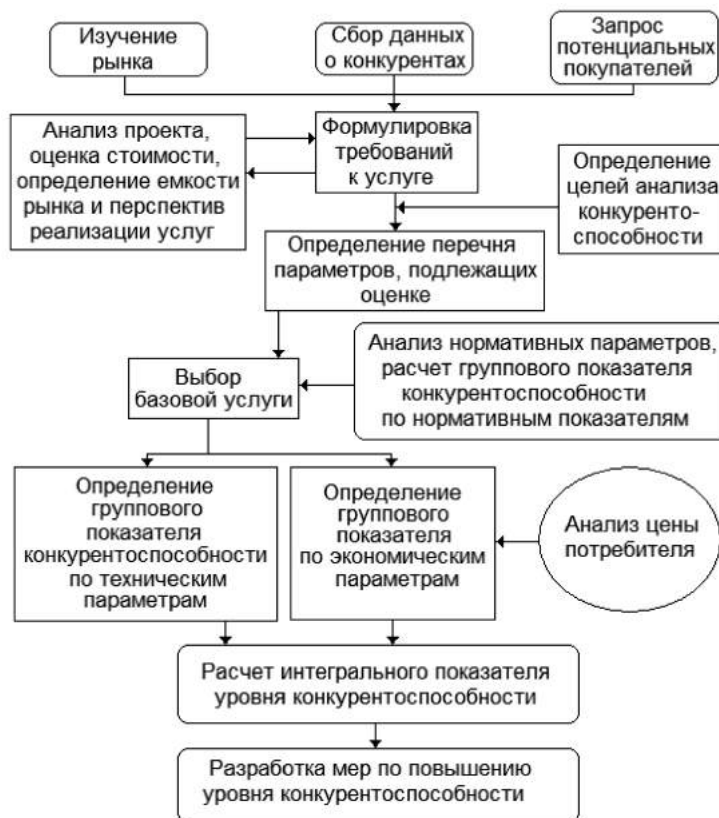 Изучение
рынка
Сбор данных
о конкурентах
Запрос
потенциальных
покупателей
Анализ проекта,
оценка стоимости,
определение емкости
рынка и перспектив
реализации услуг
Формулировка
требований
к услуге
Определение
целей анализа
конкуренто-
способности
Определение перечня
параметров, подлежащих
оценке
Анализ нормативных параметров,
расчет группового показателя
конкурентоспособности
по нормативным показателям
Выбор
базовой услуги
Определение
группового
показателя
конкурентоспособности
по техническим
параметрам
Определение
группового
показателя
по экономическим
параметрам
Анализ цены
потребителя
Расчет интегрального показателя
уровня конкурентоспособности
Разработка мер по повышению
уровня конкурентоспособности